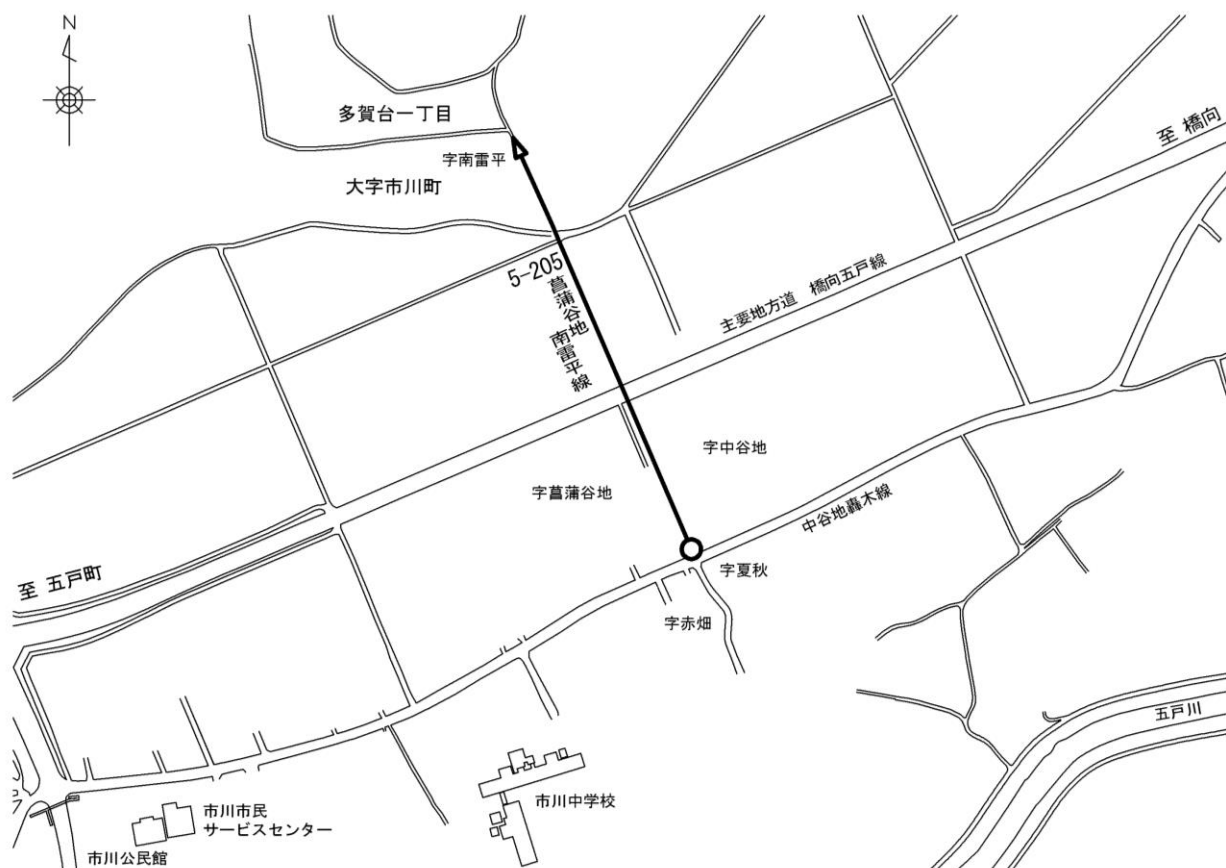 N
多賀台一丁目
字南雷平
大字市川町
至 橋向
5-205
菖蒲谷地
南雷平線
主要地方道 橋向五戸線
字中谷地
字菖蒲谷地
中谷地轟木線
至 五戸町
字夏秋
字赤畑
五戸川
市川中学校
市川市民
サービスセンター
市川公民館